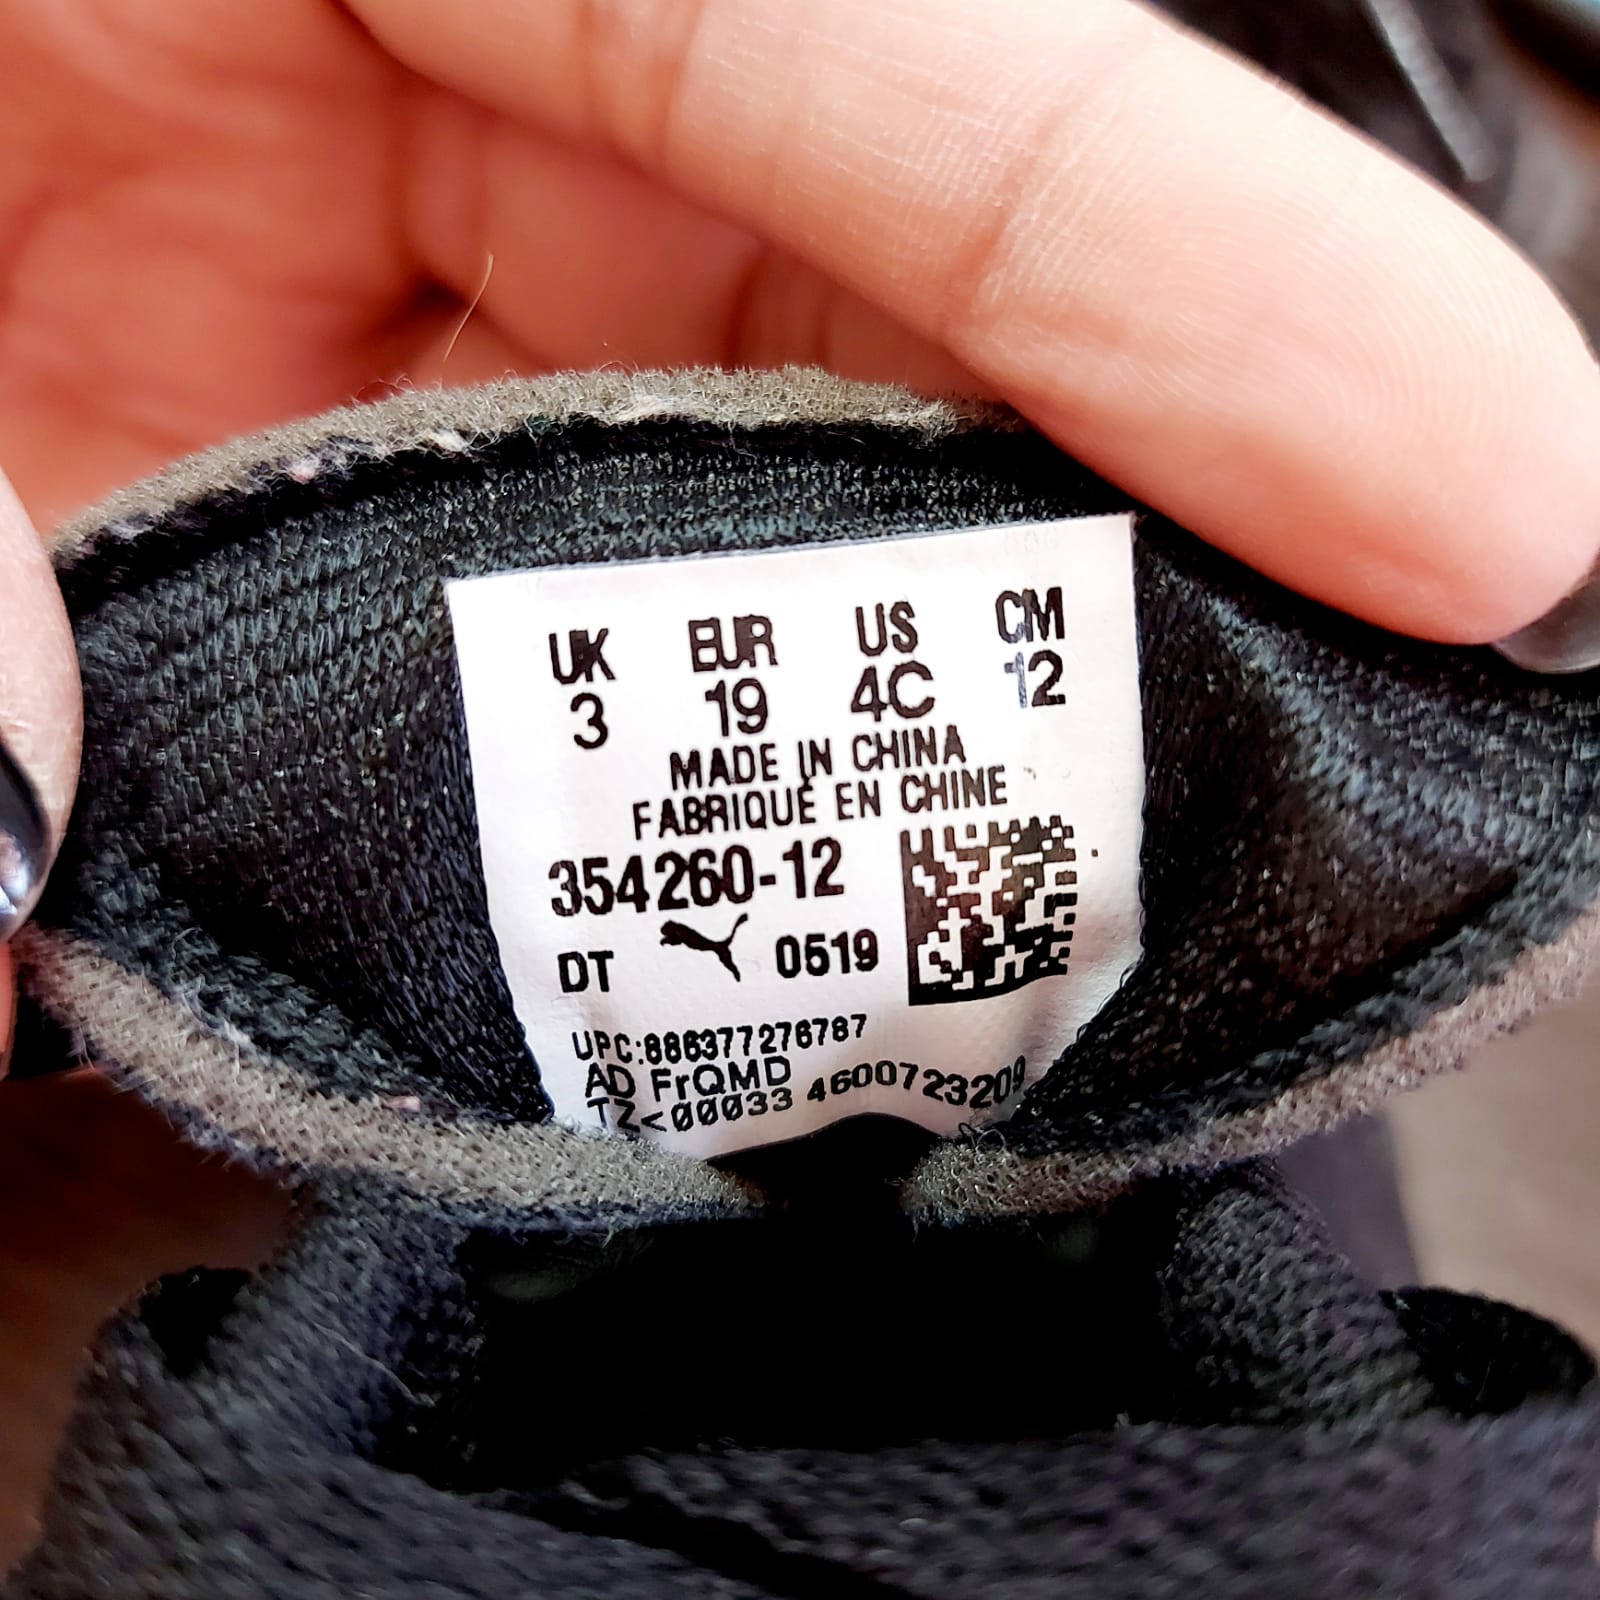 UK EUR US CM
3 19 4C 12
MADE IN CHINA
FABRIQUÉ EN CHINE
354260-12
DT 0519
UPC:886377276787
AD FrQMD
TZ<00033 4600723209